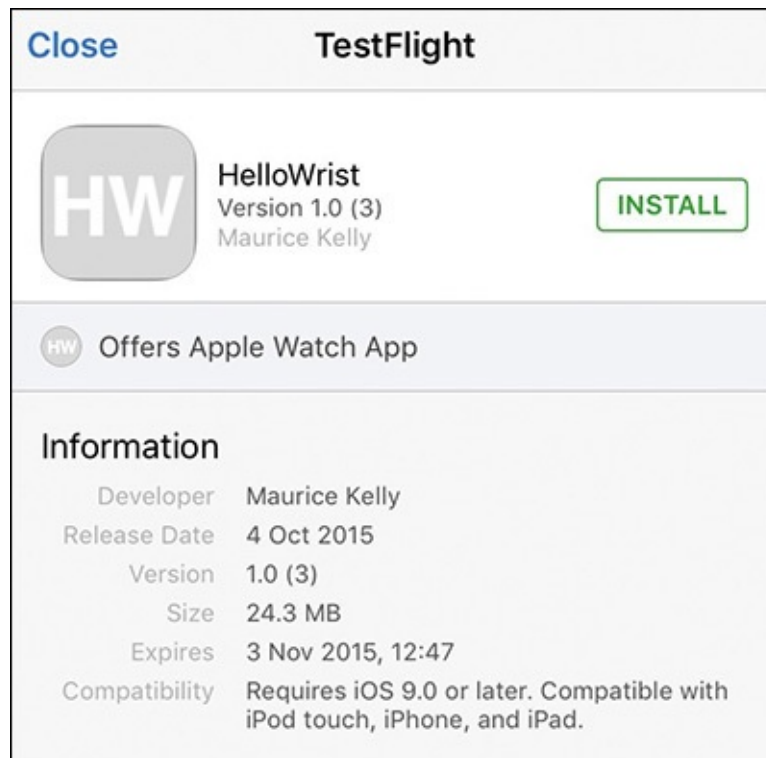 Close TestFlight
HW
HelloWrist
Version 1.0 (3)
Maurice Kelly
INSTALL
HW Offers Apple Watch App
Information
Developer Maurice Kelly
Release Date 4 Oct 2015
Version 1.0 (3)
Size 24.3 MB
Expires 3 Nov 2015, 12:47
Compatibility Requires iOS 9.0 or later. Compatible with
iPod touch, iPhone, and iPad.